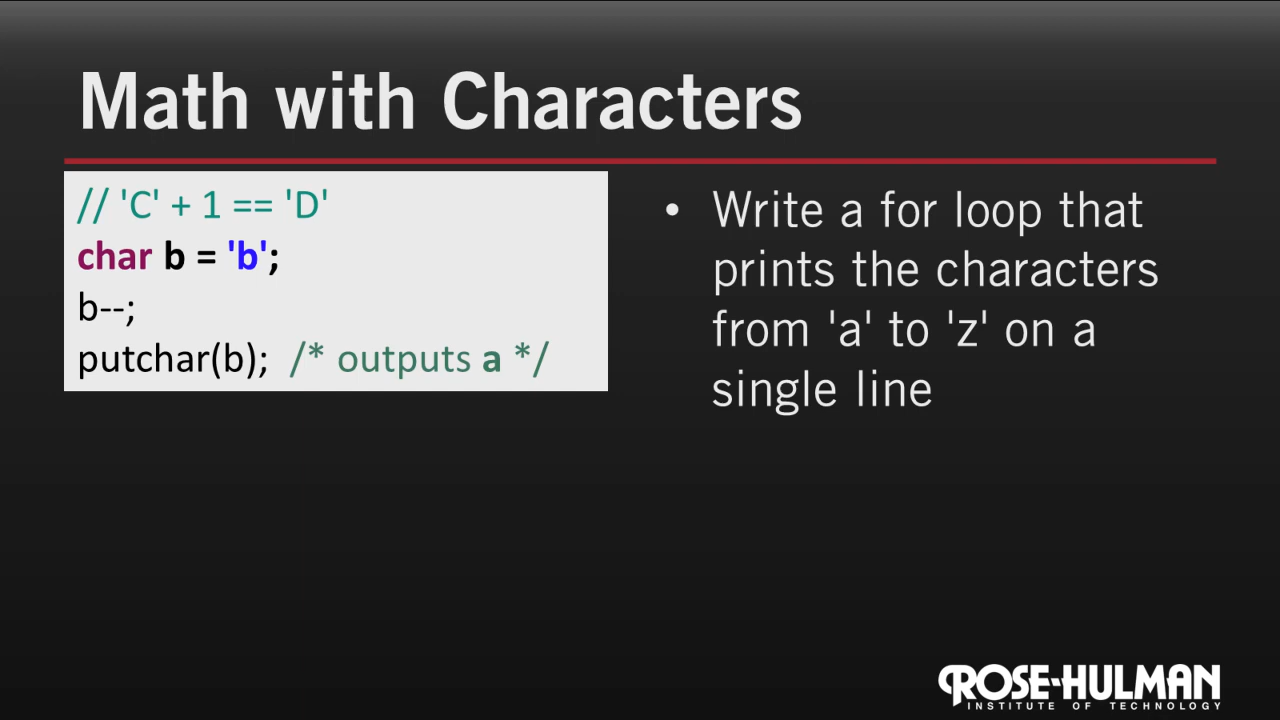 Math with Characters
// 'C' + 1 == 'D'
char b = 'b';
b--;
putchar(b);  /* outputs a */
• Write a for loop that
prints the characters
from 'a' to 'z' on a
single line
ROSE-HULMAN
INSTITUTE OF TECHNOLOGY